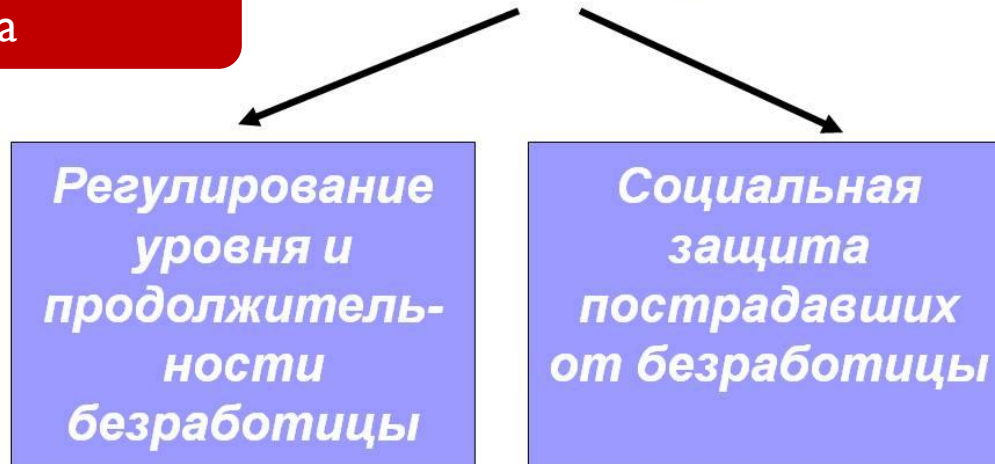 а
Регулирование
уровня и
продолжитель-
ности
безработицы
Социальная
защита
пострадавших
от безработицы